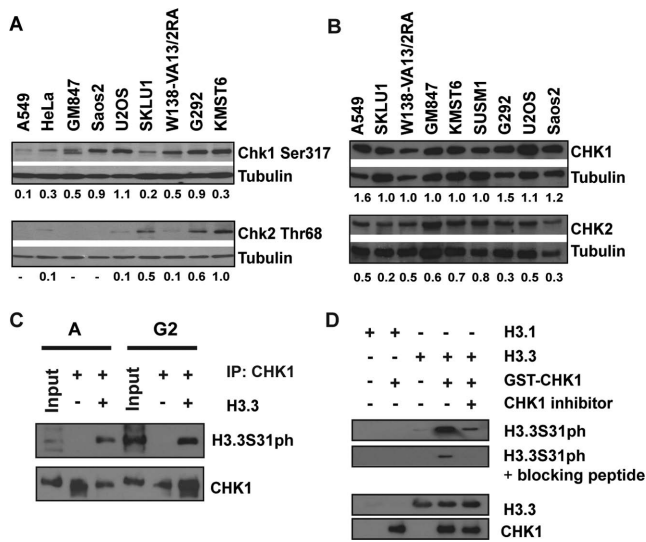 A
A549
HeLa
GM847
Saos2
U2OS
SKLU1
W138-VA13/2RA
G292
KMST6
Chk1 Ser317
Tubulin
0.1 0.3 0.5 0.9 1.1 0.2 0.5 0.9 0.3
Chk2 Thr68
Tubulin
- 0.1 - - 0.1 0.5 0.1 0.6 1.0
B
A549
SKLU1
W138-VA13/2RA
GM847
KMST6
SUSM1
G292
U2OS
Saos2
CHK1
Tubulin
1.6 1.0 1.0 1.0 1.0 1.0 1.5 1.1 1.2
CHK2
Tubulin
0.5 0.2 0.5 0.6 0.7 0.8 0.3 0.5 0.3
C
A G2
Input + + Input + + IP: CHK1
- + - + H3.3
H3.3S31ph
CHK1
D
+ + - - - H3.1
- - + + + H3.3
- + - + + GST-CHK1
- - - - + CHK1 inhibitor
H3.3S31ph
H3.3S31ph
+ blocking peptide
H3.3
CHK1